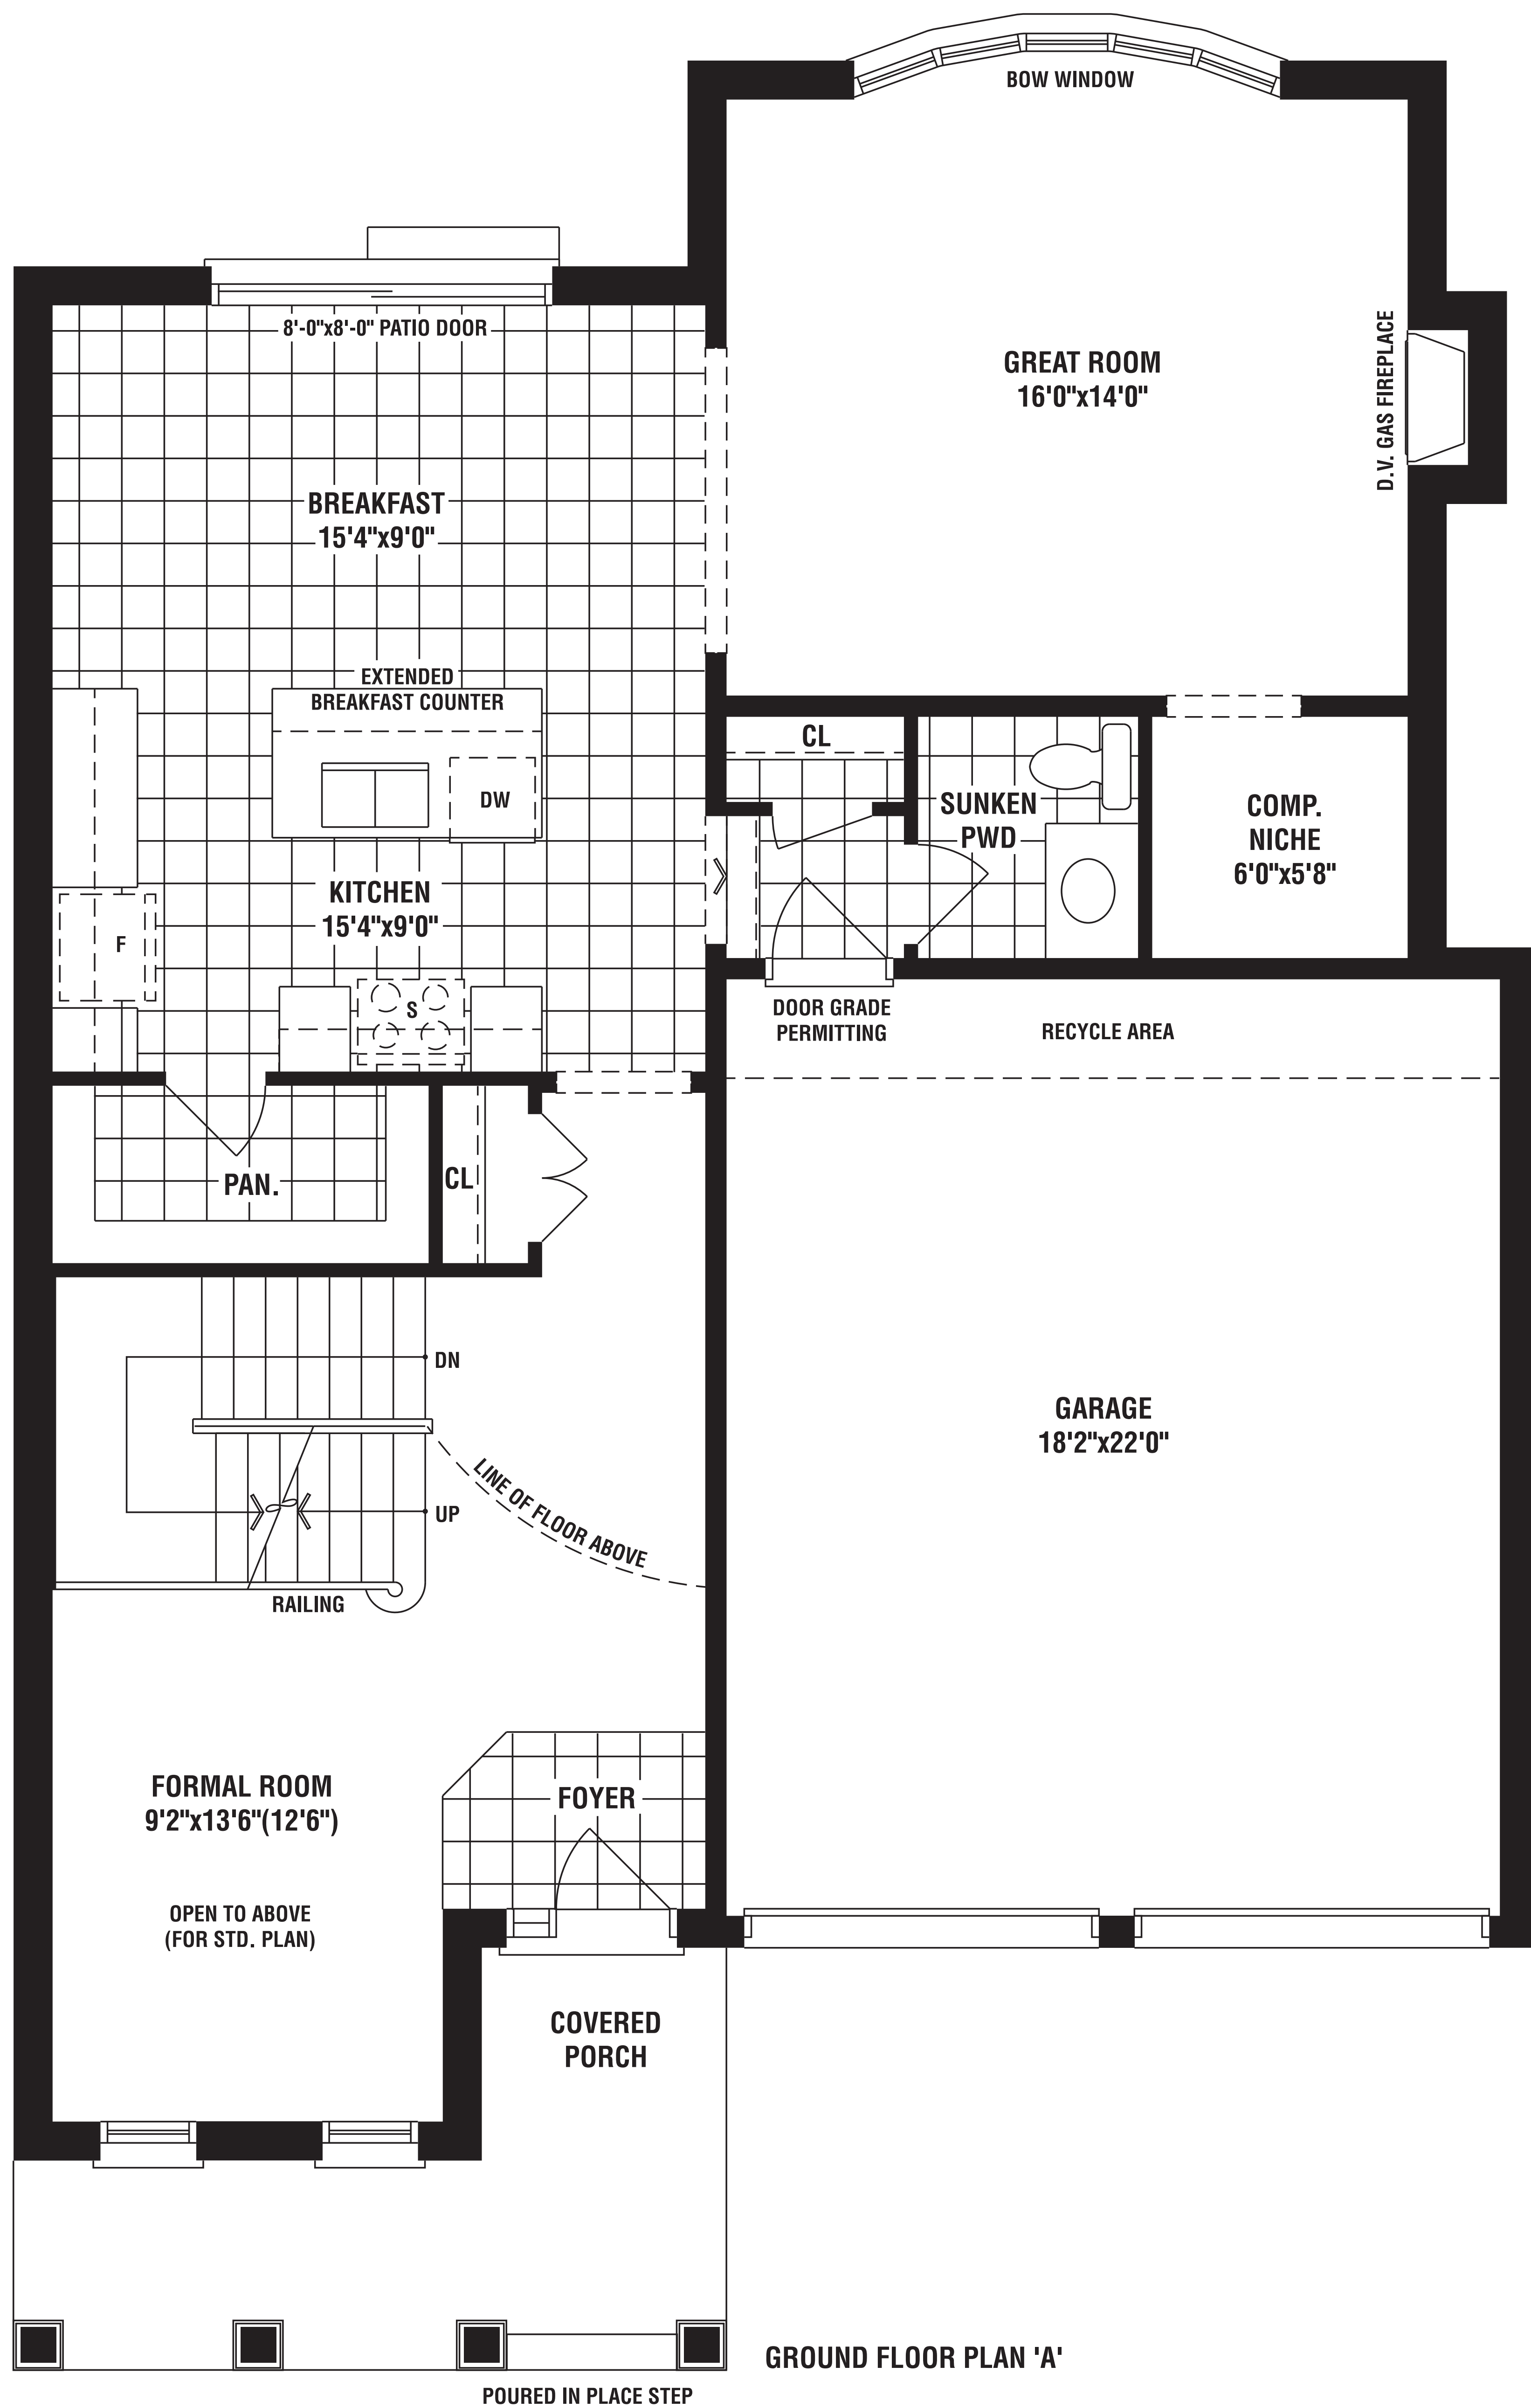 BOW WINDOW
8'-0"x8'-0" PATIO DOOR
GREAT ROOM
16'0"x14'0"
D.V. GAS FIREPLACE
BREAKFAST
15'4"x9'0"
EXTENDED
BREAKFAST COUNTER
CL
DW
SUNKEN
PWD
COMP.
NICHE
6'0"x5'8"
KITCHEN
15'4"x9'0"
F
S
DOOR GRADE
PERMITTING
RECYCLE AREA
PAN.
CL
DN
GARAGE
18'2"x22'0"
LINE OF FLOOR ABOVE
UP
RAILING
FORMAL ROOM
9'2"x13'6"(12'6")
FOYER
OPEN TO ABOVE
(FOR STD. PLAN)
COVERED
PORCH
GROUND FLOOR PLAN 'A'
POURED IN PLACE STEP